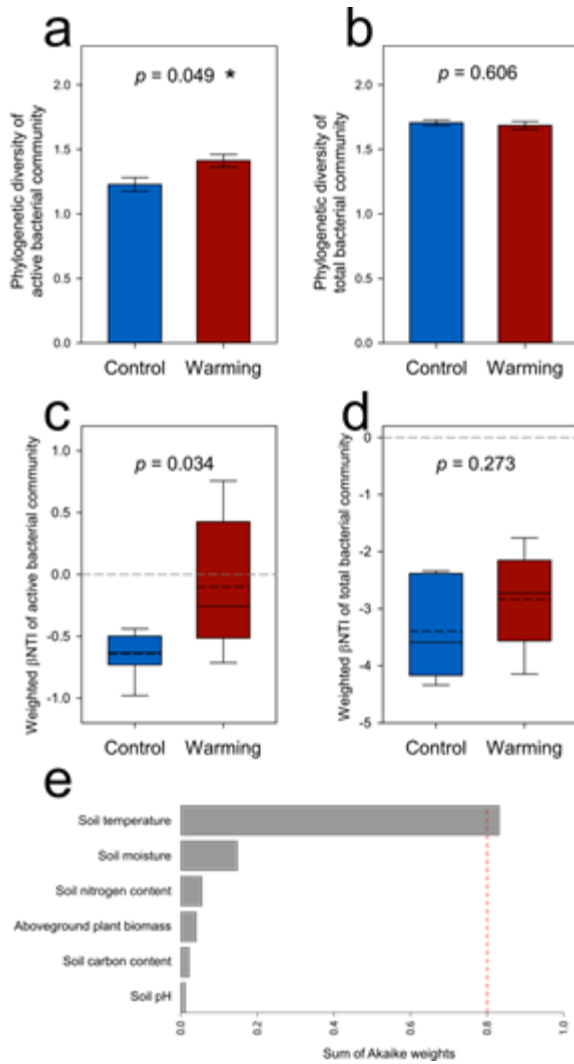 a
p = 0.049 *
Phylogenetic diversity of
active bacterial community
2.0
1.5
1.0
1.5
0.0
Control Warming
b
p = 0.606
Phylogenetic diversity of
total bacterial community
2.0
1.5
1.0
1.5
0.0
Control Warming
c
p = 0.034
Weighted βNTI of active bacterial community
1.0
0.5
0.0
-0.5
-1.0
Control Warming
d
p = 0.273
Weighted βNTI of total bacterial community
0
-1
-2
-3
-4
-5
Control Warming
e
Soil temperature
Soil moisture
Soil nitrogen content
Aboveground plant biomass
Soil carbon content
Soil pH
0.0 0.2 0.4 0.6 0.8 1.0
Sum of Akaike weights